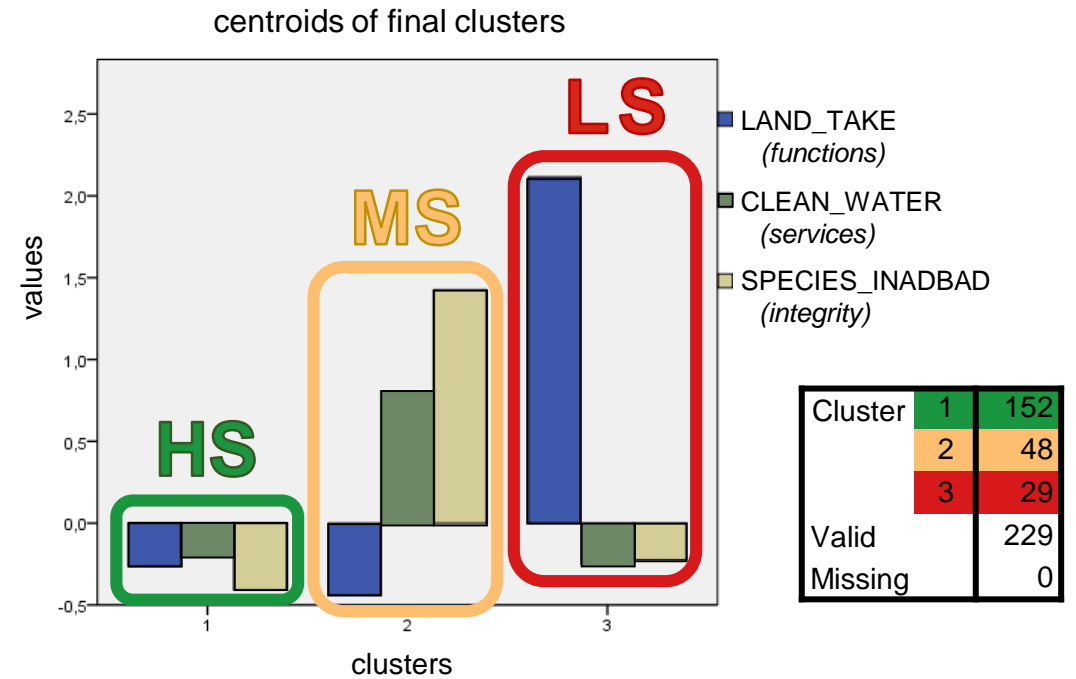 centroids of final clusters
values
2,5
2,0
1,5
1,0
0,5
0,0
-0,5
HS
MS
LS
1
2
3
clusters
LAND_TAKE
(functions)
CLEAN_WATER
(services)
SPECIES_INADBAD
(integrity)
Cluster 1 152
2 48
3 29
Valid 229
Missing 0